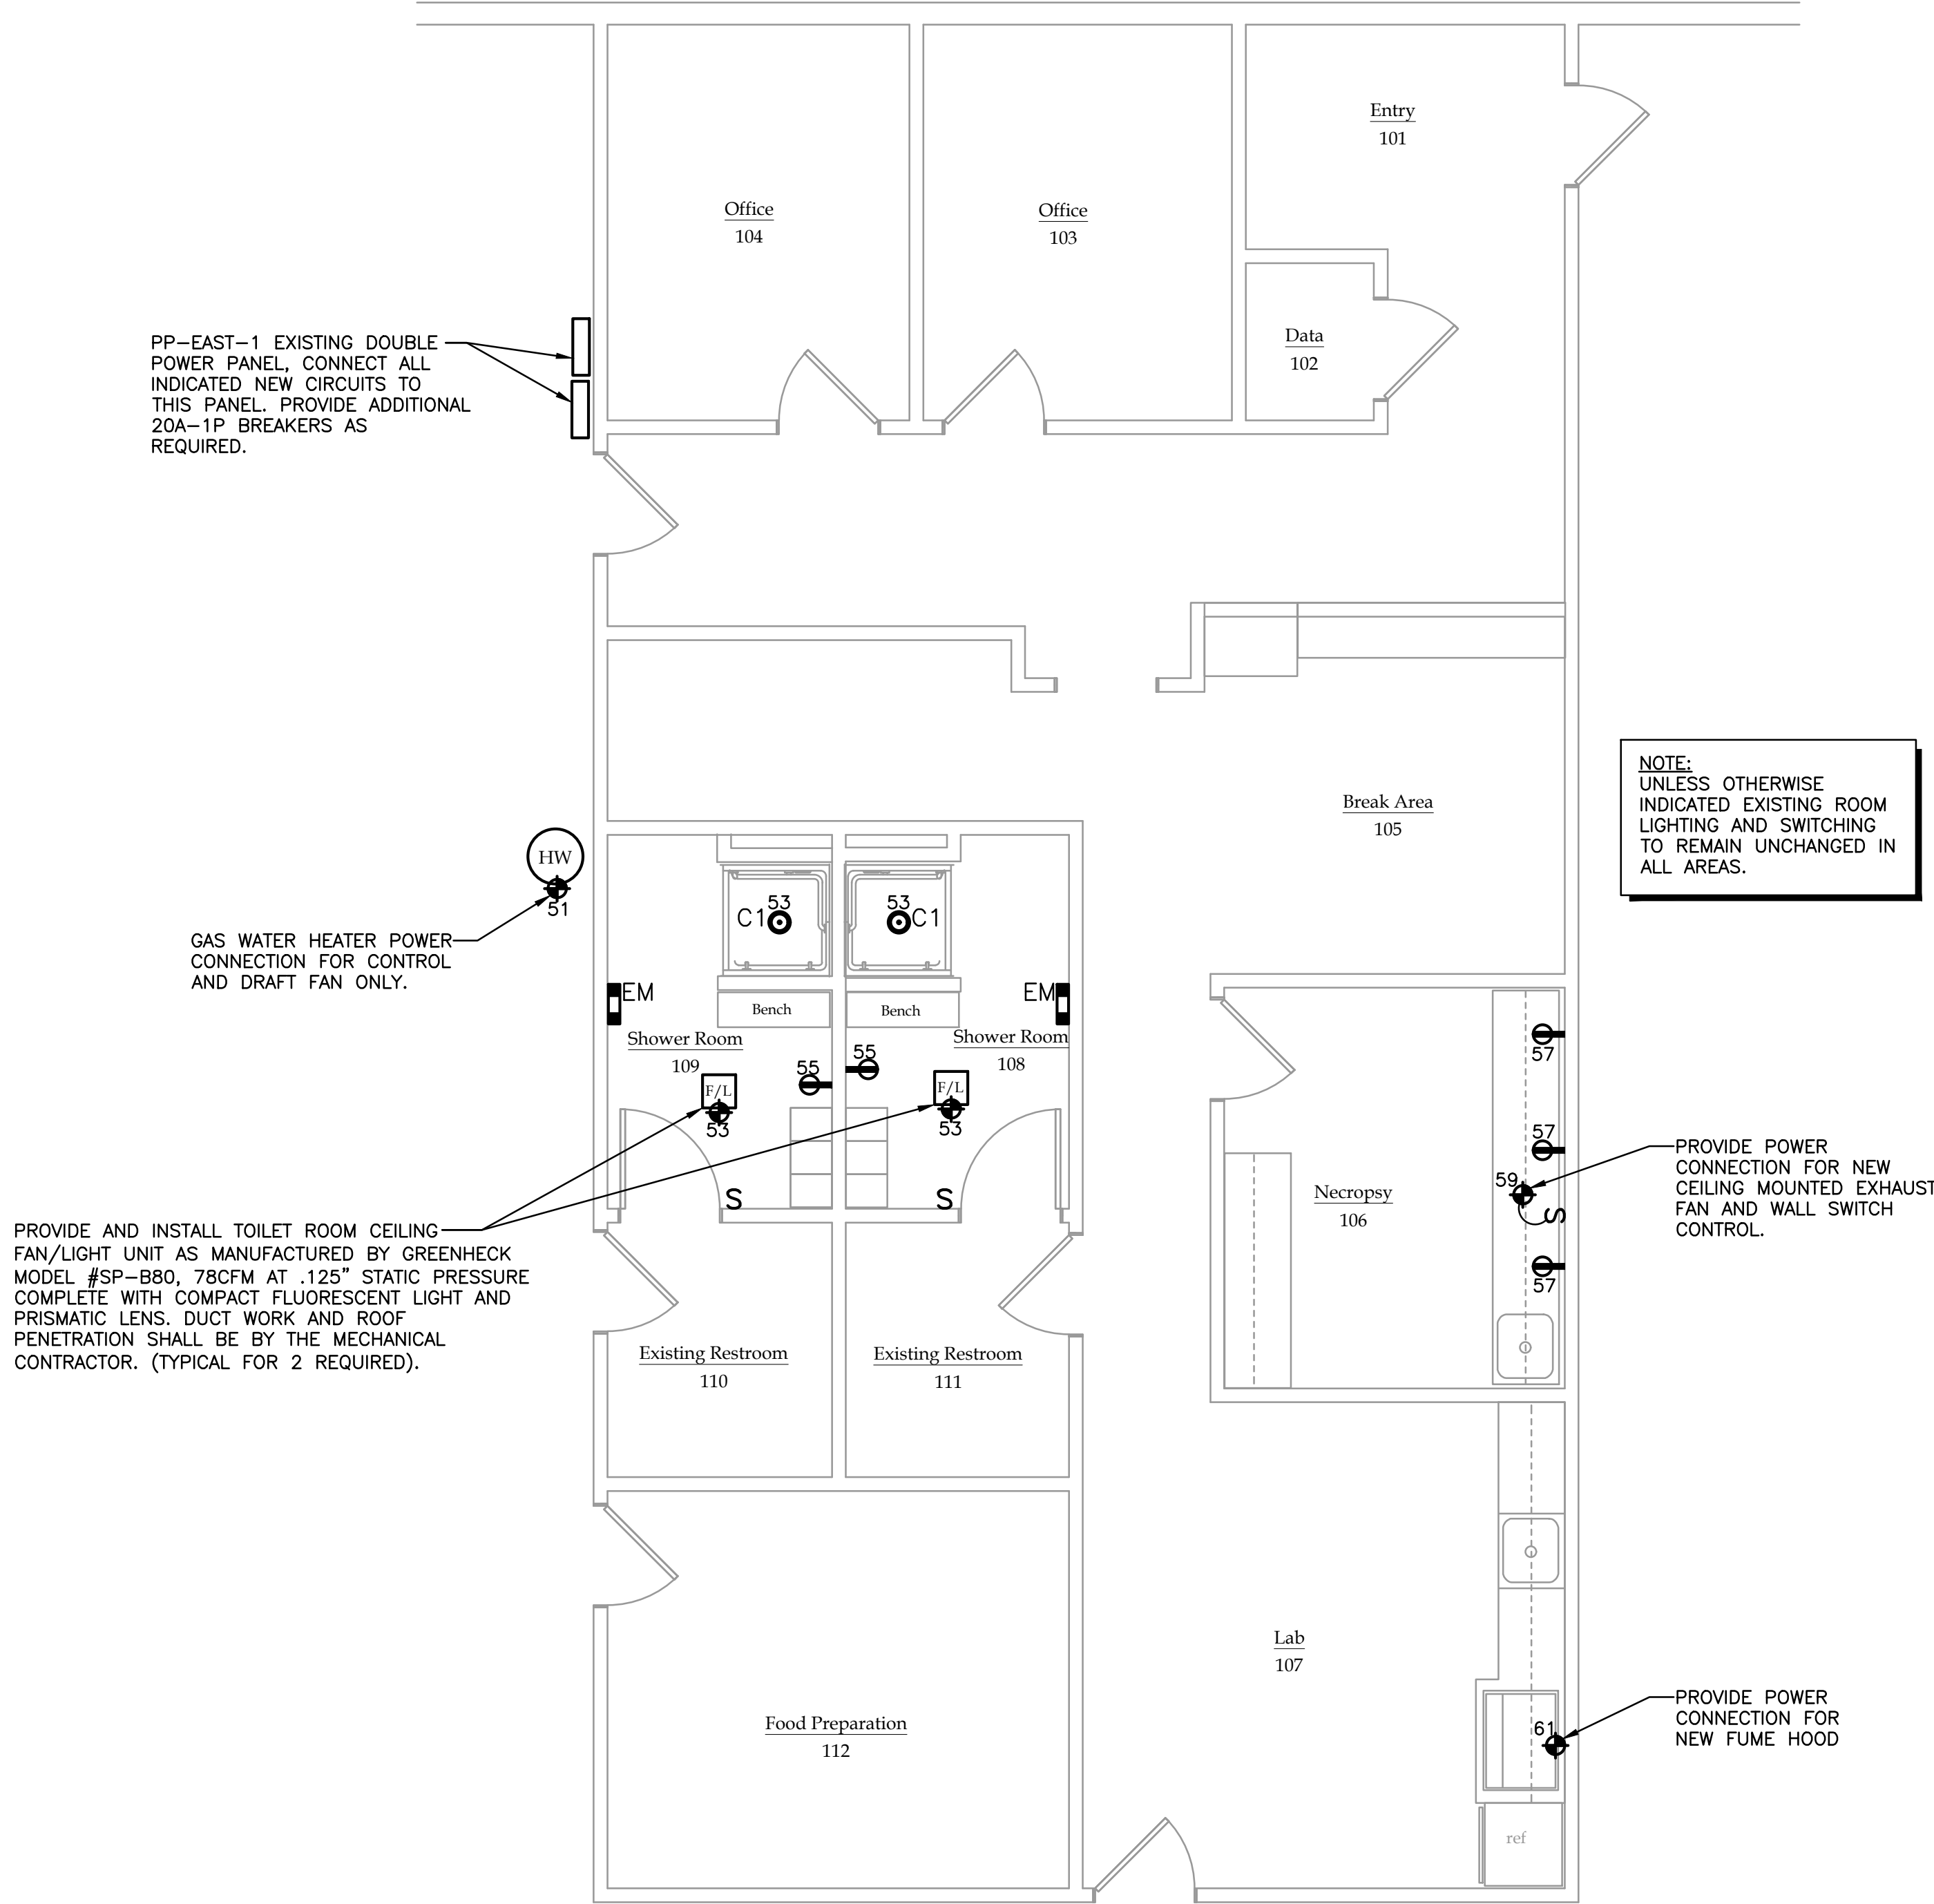 Entry
101
Office
104
Office
103
Data
102
PP-EAST-1 EXISTING DOUBLE
POWER PANEL, CONNECT ALL
INDICATED NEW CIRCUITS TO
THIS PANEL. PROVIDE ADDITIONAL
20A-1P BREAKERS AS
REQUIRED.
NOTE:
UNLESS OTHERWISE
INDICATED EXISTING ROOM
LIGHTING AND SWITCHING
TO REMAIN UNCHANGED IN
ALL AREAS.
Break Area
105
HW
51
GAS WATER HEATER POWER
CONNECTION FOR CONTROL
AND DRAFT FAN ONLY.
C1
53
53
C1
EM
EM
Bench
Bench
Shower Room
109
Shower Room
108
55
55
F/L
53
F/L
53
S
S
57
57
59
S
57
Necropsy
106
PROVIDE POWER
CONNECTION FOR NEW
CEILING MOUNTED EXHAUST
FAN AND WALL SWITCH
CONTROL.
PROVIDE AND INSTALL TOILET ROOM CEILING
FAN/LIGHT UNIT AS MANUFACTURED BY GREENHECK
MODEL #SP-B80, 78CFM AT .125" STATIC PRESSURE
COMPLETE WITH COMPACT FLUORESCENT LIGHT AND
PRISMATIC LENS. DUCT WORK AND ROOF
PENETRATION SHALL BE BY THE MECHANICAL
CONTRACTOR. (TYPICAL FOR 2 REQUIRED).
Existing Restroom
110
Existing Restroom
111
Lab
107
Food Preparation
112
61
PROVIDE POWER
CONNECTION FOR
NEW FUME HOOD
ref